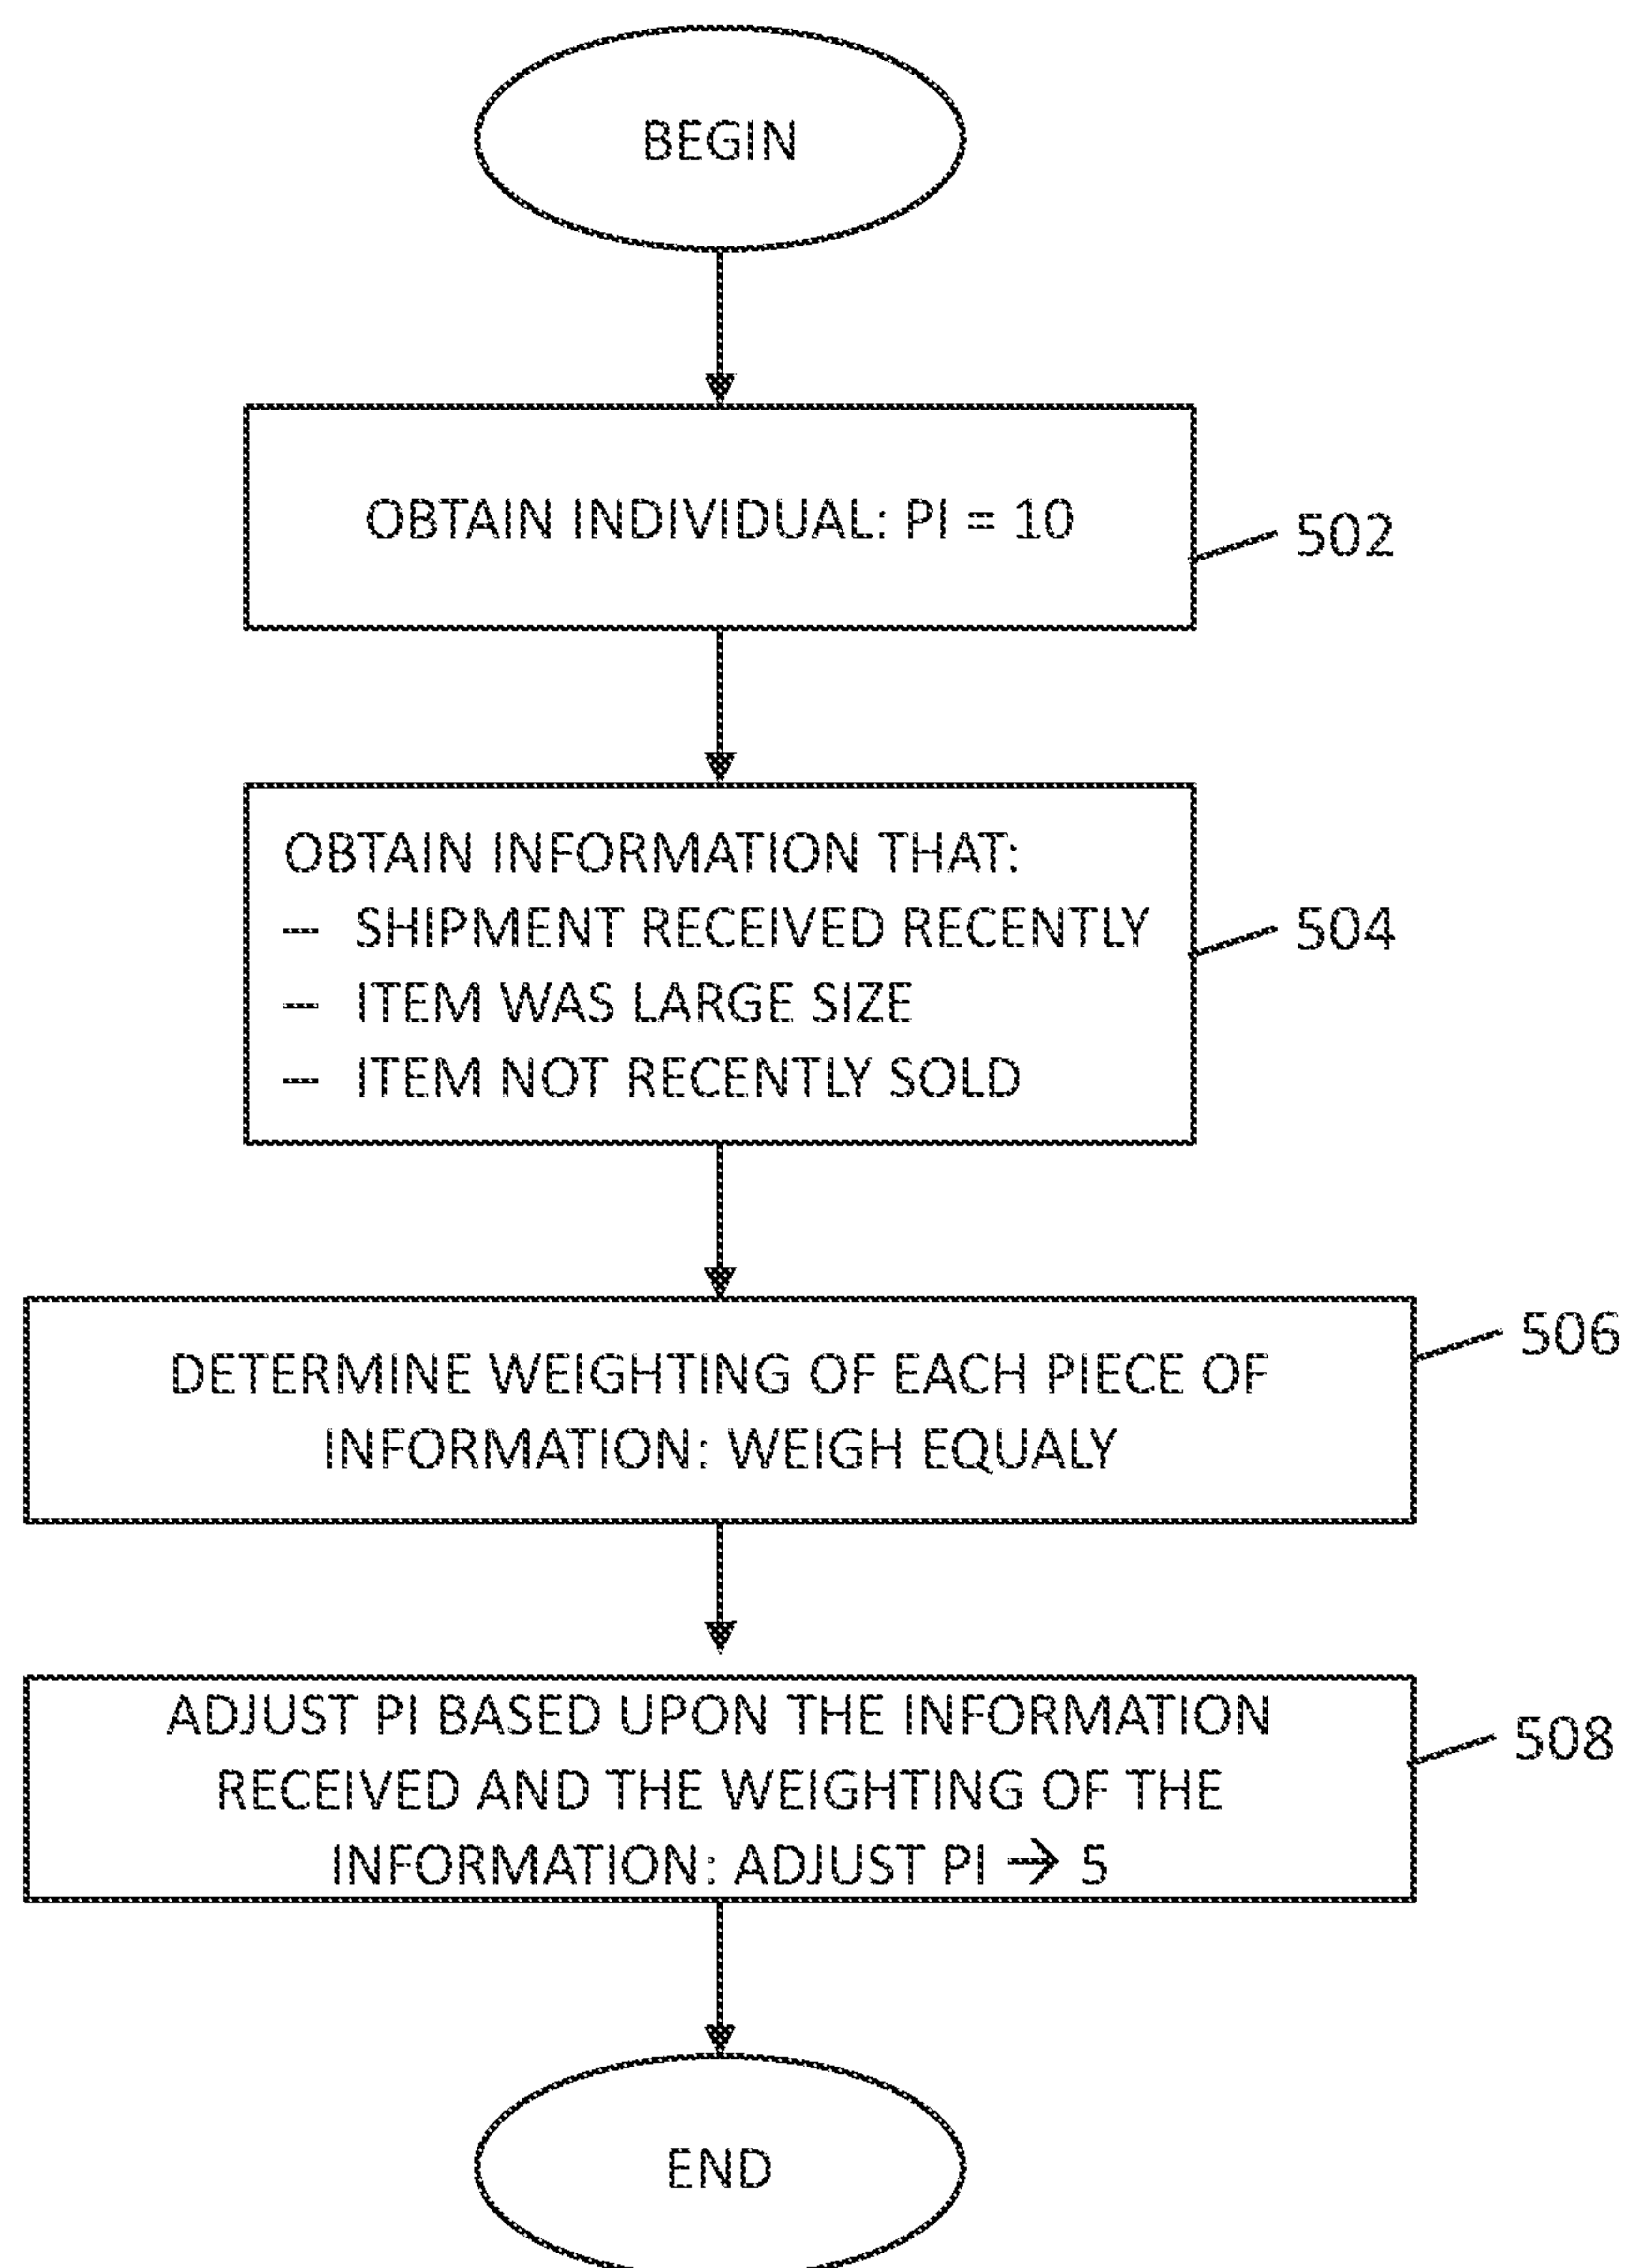 BEGIN
OBTAIN INDIVIDUAL: PI = 10
502
OBTAIN INFORMATION THAT:
– SHIPMENT RECEIVED RECENTLY
– ITEM WAS LARGE SIZE
– ITEM NOT RECENTLY SOLD
504
DETERMINE WEIGHTING OF EACH PIECE OF
INFORMATION: WEIGH EQUALY
506
ADJUST PI BASED UPON THE INFORMATION
RECEIVED AND THE WEIGHTING OF THE
INFORMATION: ADJUST PI → 5
508
END